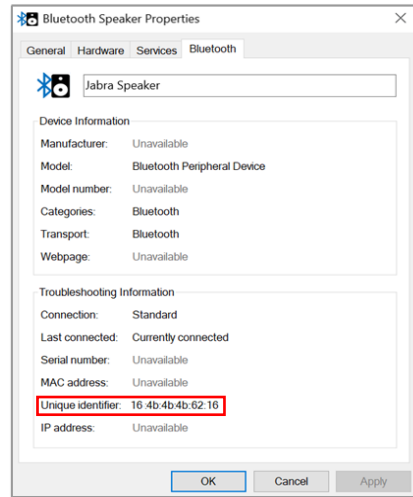 Bluetooth Speaker Properties
General Hardware Services Bluetooth
Jabra Speaker
Device Information
Manufacturer: Unavailable
Model: Bluetooth Peripheral Device
Model number: Unavailable
Categories: Bluetooth
Transport: Bluetooth
Webpage: Unavailable
Troubleshooting Information
Connection: Standard
Last connected: Currently connected
Serial number: Unavailable
MAC address: Unavailable
Unique identifier: 16:4b:4b:4b:62:16
IP address: Unavailable
OK Cancel Apply